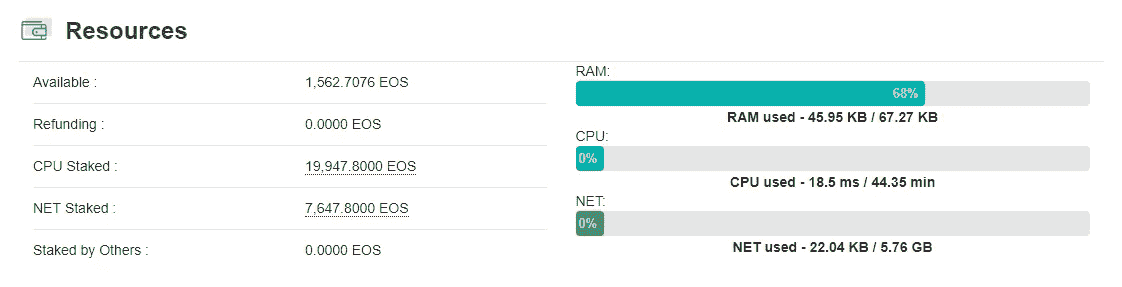 Resources
Available : 1,562.7076 EOS
Refunding : 0.0000 EOS
CPU Staked : 19,947.8000 EOS
NET Staked : 7,647.8000 EOS
Staked by Others : 0.0000 EOS
RAM:
68%
RAM used - 45.95 KB / 67.27 KB
CPU:
0%
CPU used - 18.5 ms / 44.35 min
NET:
0%
NET used - 22.04 KB / 5.76 GB